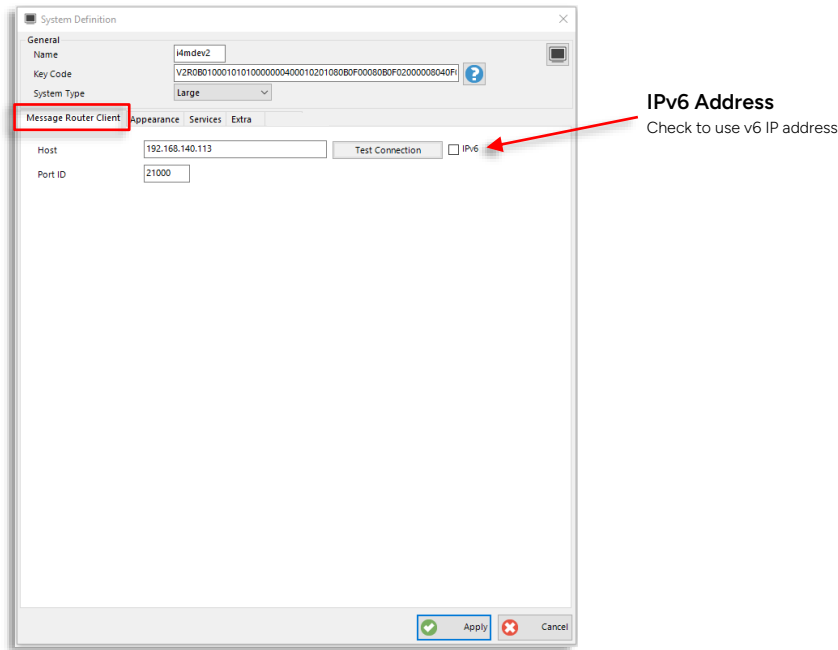 System Definition
General
Name i4mdev2
Key Code V2R0B01000101010000000400010201080B0F00080B0F02000008040F(
System Type Large
Message Router Client Appearance Services Extra
Host 192.168.140.113 Test Connection IPv6
Port ID 21000
IPv6 Address
Check to use v6 IP address
Apply Cancel